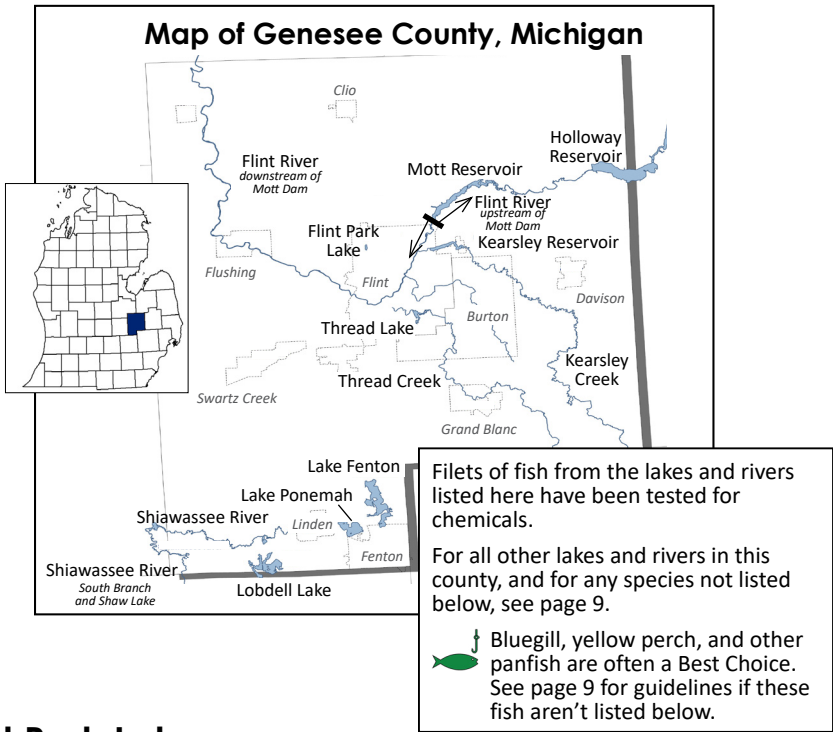 Map of Genesee County, Michigan
Clio
Holloway
Reservoir
Flint River
downstream of
Mott Dam
Mott Reservoir
Flint River
upstream of
Mott Dam
Flint Park
Lake
Kearsley Reservoir
Flushing
Flint
Davison
Burton
Thread Lake
Kearsley
Creek
Thread Creek
Swartz Creek
Grand Blanc
Lake Fenton
Lake Ponemah
Shiawassee River
Linden
Fenton
Shiawassee River
South Branch
and Shaw Lake
Lobdell Lake
Filets of fish from the lakes and rivers
listed here have been tested for
chemicals.
For all other lakes and rivers in this
county, and for any species not listed
below, see page 9.
Bluegill, yellow perch, and other
panfish are often a Best Choice.
See page 9 for guidelines if these
fish aren't listed below.